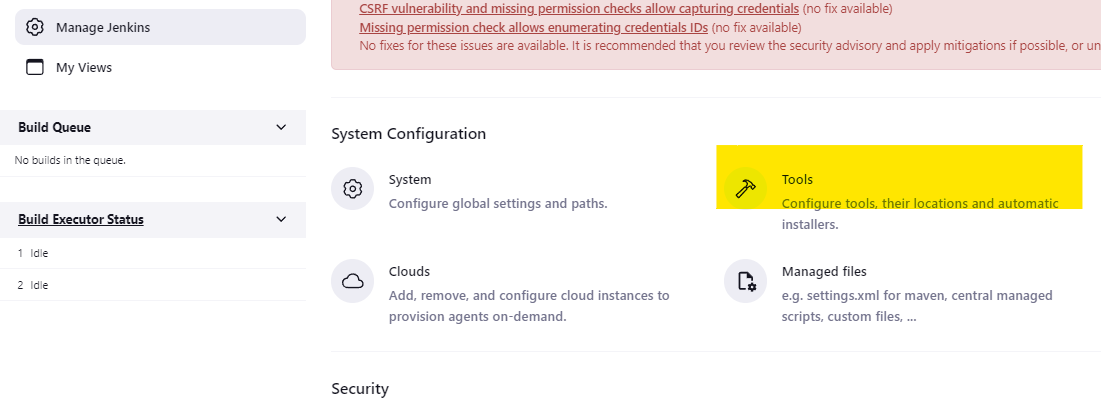 Manage Jenkins
My Views
Build Queue
No builds in the queue.
Build Executor Status
1 Idle
2 Idle
CSRF vulnerability and missing permission checks allow capturing credentials (no fix available)
Missing permission check allows enumerating credentials IDs (no fix available)
No fixes for these issues are available. It is recommended that you review the security advisory and apply mitigations if possible, or un
System Configuration
System
Configure global settings and paths.
Tools
Configure tools, their locations and automatic
installers.
Clouds
Add, remove, and configure cloud instances to
provision agents on-demand.
Managed files
e.g. settings.xml for maven, central managed
scripts, custom files, ...
Security